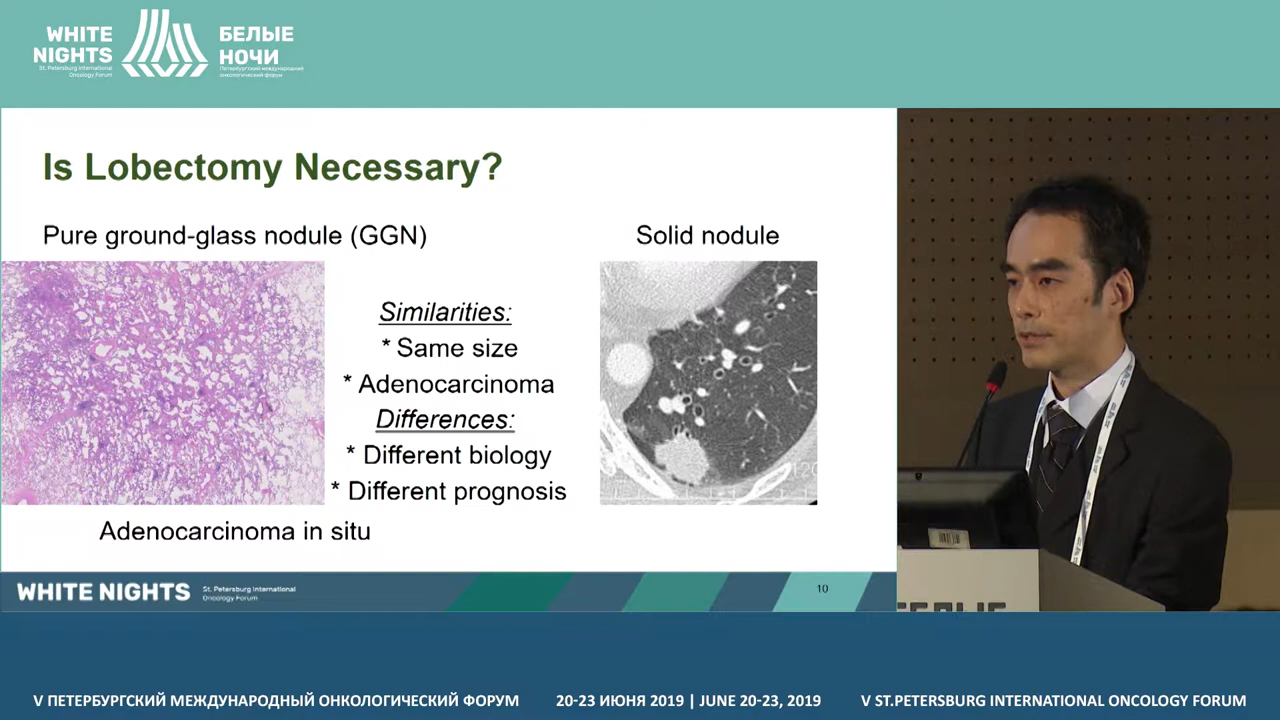 WHITE
NIGHTS
St. Petersburg International
Oncology Forum
БЕЛЫЕ
НОЧИ
Петербургский международный
онкологический форум
Is Lobectomy Necessary?
Pure ground-glass nodule (GGN)
Solid nodule
Similarities:
* Same size
* Adenocarcinoma
Differences:
* Different biology
* Different prognosis
Adenocarcinoma in situ
120
WHITE NIGHTS
St. Petersburg International
Oncology Forum
10
БЕЛЫЕ
V ПЕТЕРБУРГСКИЙ МЕЖДУНАРОДНЫЙ ОНКОЛОГИЧЕСКИЙ ФОРУМ
20-23 ИЮНЯ 2019 | JUNE 20-23, 2019
V ST.PETERSBURG INTERNATIONAL ONCOLOGY FORUM